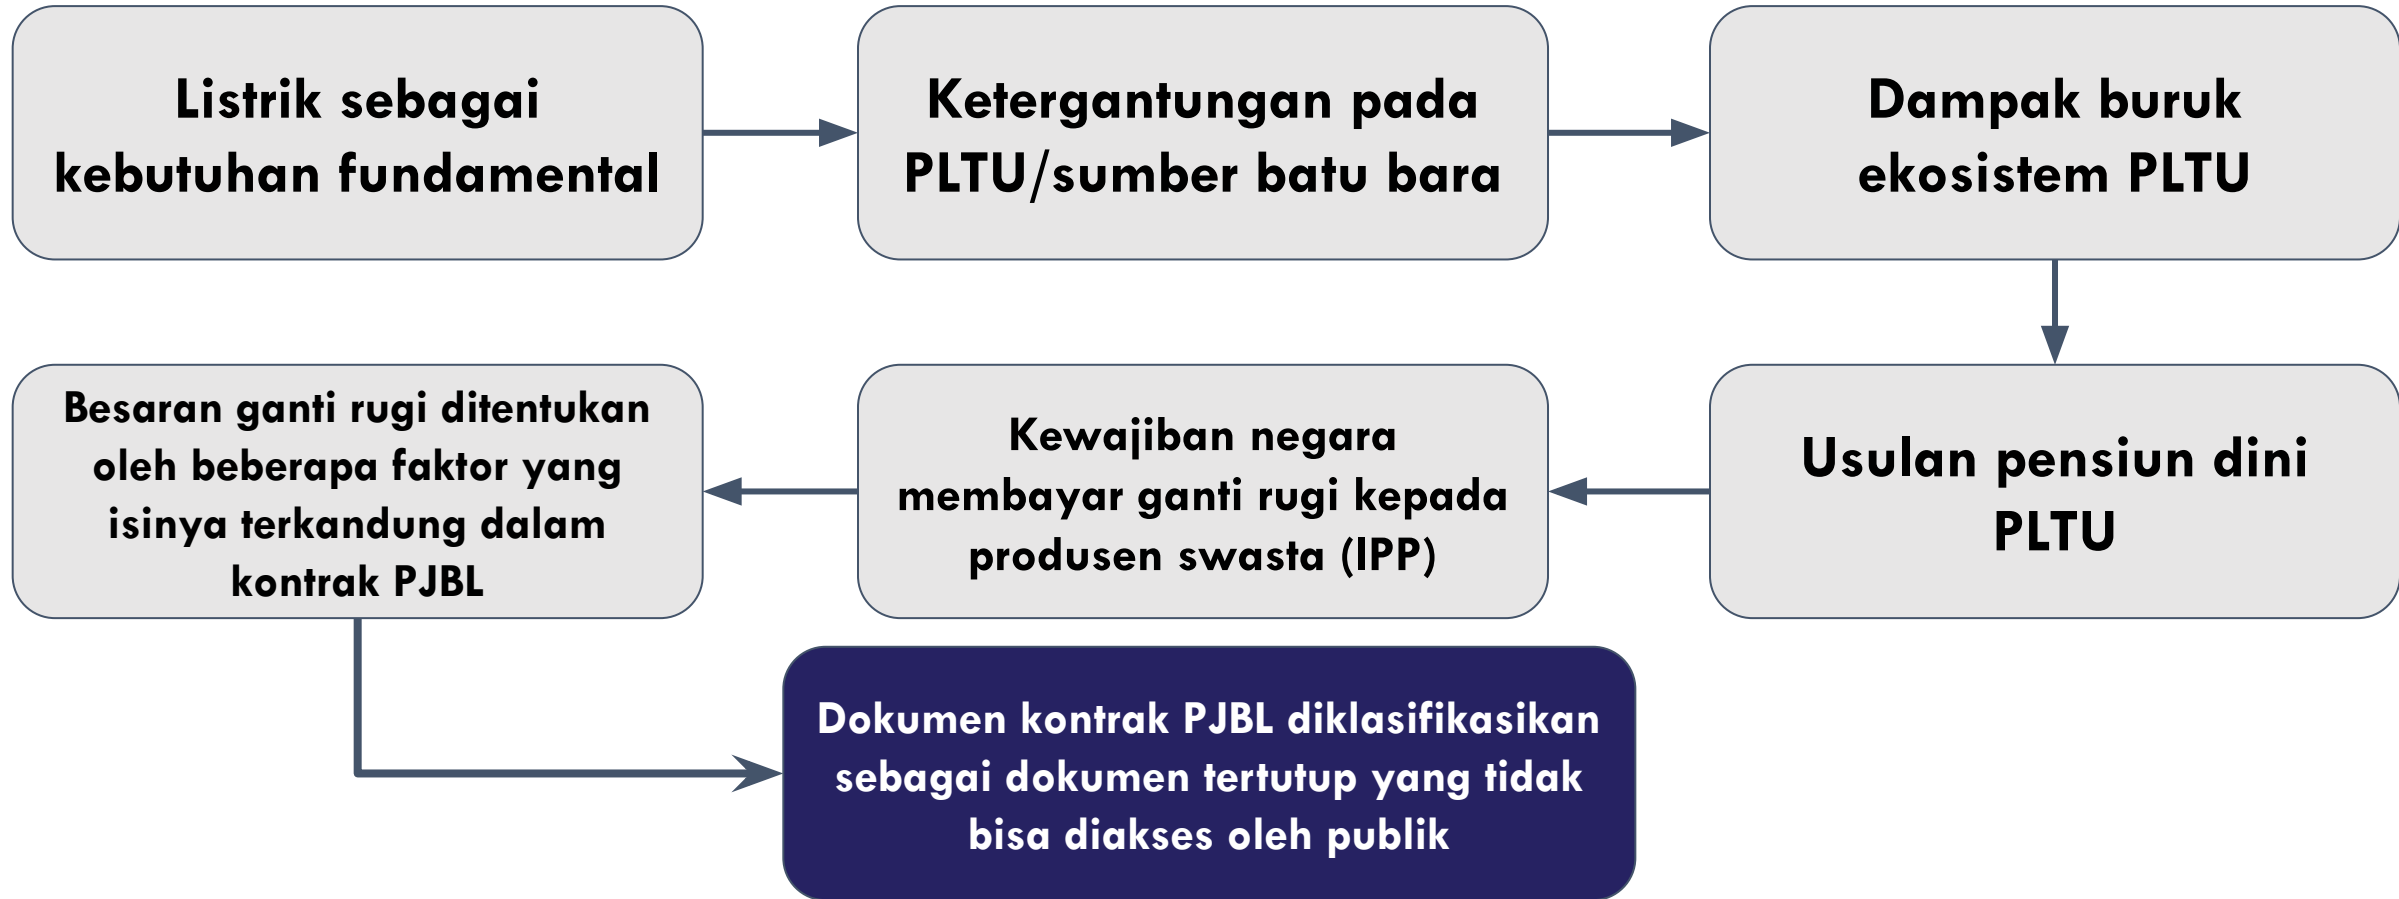 Listrik sebagai
kebutuhan fundamental
Ketergantungan pada
PLTU/sumber batu bara
Dampak buruk
ekosistem PLTU
Usulan pensiun dini
PLTU
Kewajiban negara
membayar ganti rugi kepada
produsen swasta (IPP)
Besaran ganti rugi ditentukan
oleh beberapa faktor yang
isinya terkandung dalam
kontrak PJBL
Dokumen kontrak PJBL diklasifikasikan
sebagai dokumen tertutup yang tidak
bisa diakses oleh publik